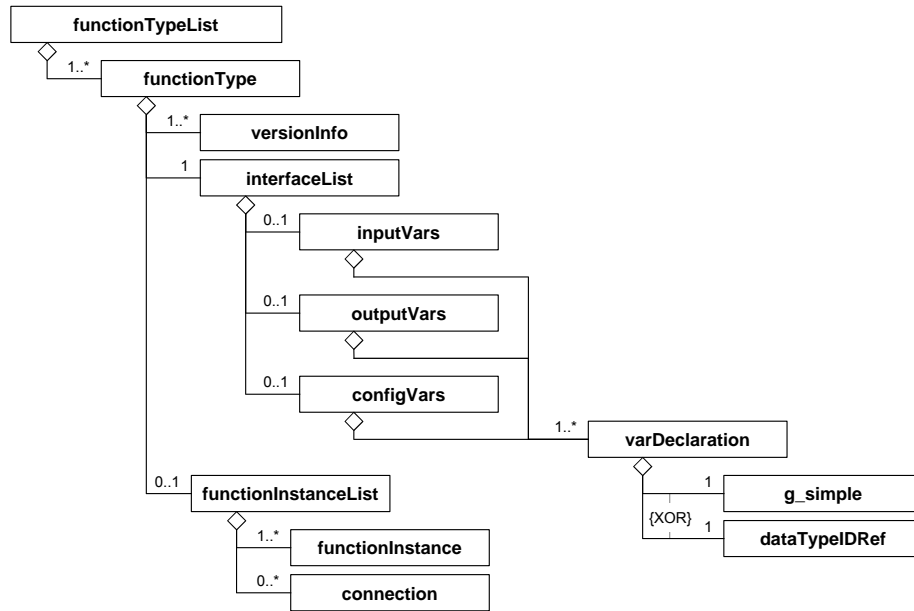 functionTypeList
1..*
functionType
1..*
versionInfo
1
interfaceList
0..1
inputVars
0..1
outputVars
0..1
configVars
1..*
varDeclaration
0..1
functionInstanceList
1
g_simple
{XOR}
1
dataTypeIDRef
1..*
functionInstance
0..*
connection